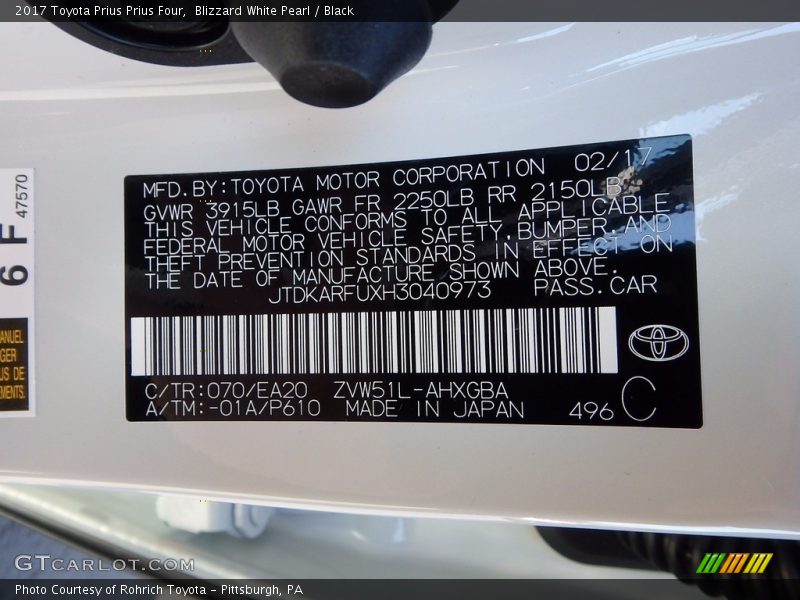 2017 Toyota Prius Prius Four, Blizzard White Pearl / Black
MFD.BY:TOYOTA MOTOR CORPORATION 02/17
GVWR 3915LB GAWR FR 2250LB RR 2150LB
THIS VEHICLE CONFORMS TO ALL APPLICABLE
FEDERAL MOTOR VEHICLE SAFETY,BUMPER AND
THEFT PREVENTION STANDARDS IN EFFECT ON
THE DATE OF MANUFACTURE SHOWN ABOVE.
JTDKARFUXH3040973 PASS.CAR
C/TR:070/EA20 ZVW51L-AHXGBA
A/TM:-01A/P610 MADE IN JAPAN 496 C
47570
6 F
MANUEL
US DE
GTCARLOT.COM
Photo Courtesy of Rohrich Toyota - Pittsburgh, PA